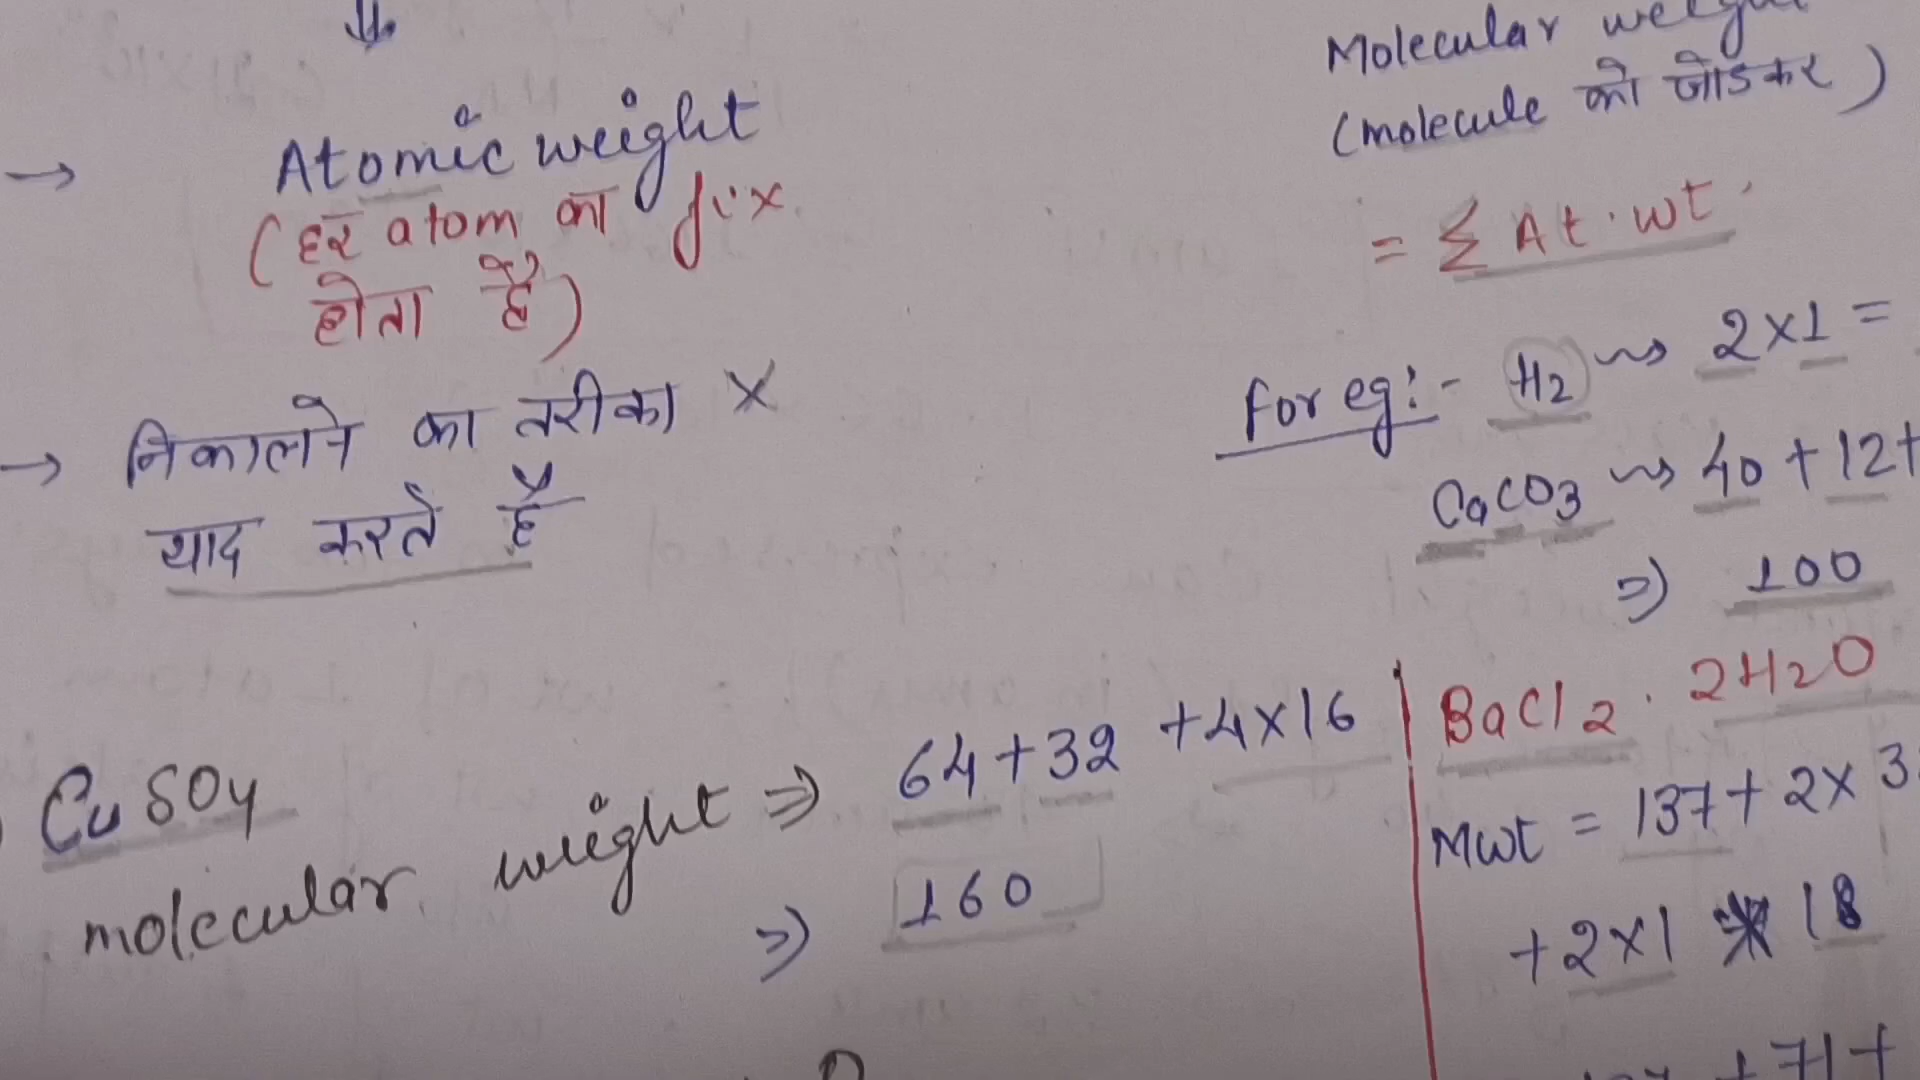 Atomic weight
(हर atom का fix
होता है)
→ निकालने का तरीका ×
याद करते हैं
Molecular weight
(molecule को जोडकर)
= Σ At. wt.
for eg:- H2 ⇝ 2×1 =
CaCO3 ⇝ 40+12+
⇒ 100
CuSO4
molecular weight ⇒ 64+32+4×16
⇒ 160
BaCl2. 2H2O
Mwt = 137+2×3
+2×1 18
+71+